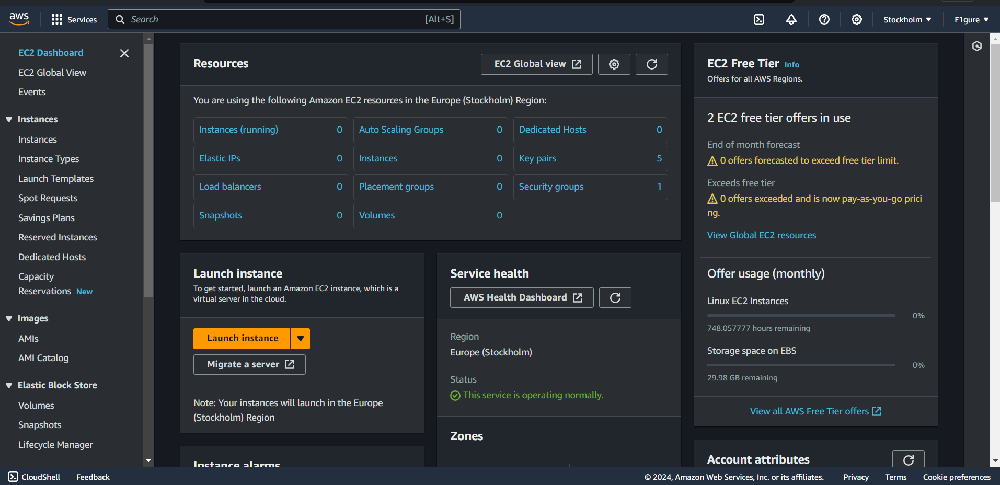 aws
Services
Search [Alt+S]
Stockholm
F1gure
EC2 Dashboard
EC2 Global View
Events
Instances
Instances
Instance Types
Launch Templates
Spot Requests
Savings Plans
Reserved Instances
Dedicated Hosts
Capacity
Reservations New
Images
AMIs
AMI Catalog
Elastic Block Store
Volumes
Snapshots
Lifecycle Manager
Resources
EC2 Global view
You are using the following Amazon EC2 resources in the Europe (Stockholm) Region:
Instances (running) 0
Auto Scaling Groups 0
Dedicated Hosts 0
Elastic IPs 0
Instances 0
Key pairs 5
Load balancers 0
Placement groups 0
Security groups 1
Snapshots 0
Volumes 0
Launch instance
To get started, launch an Amazon EC2 instance, which is a
virtual server in the cloud.
Launch instance
Migrate a server
Note: Your instances will launch in the Europe
(Stockholm) Region
Instance alarms
Service health
AWS Health Dashboard
Region
Europe (Stockholm)
Status
This service is operating normally.
Zones
EC2 Free Tier Info
Offers for all AWS Regions.
2 EC2 free tier offers in use
End of month forecast
0 offers forecasted to exceed free tier limit.
Exceeds free tier
0 offers exceeded and is now pay-as-you-go prici
ng.
View Global EC2 resources
Offer usage (monthly)
Linux EC2 Instances
0%
748.057777 hours remaining
Storage space on EBS
0%
29.98 GB remaining
View all AWS Free Tier offers
Account attributes
CloudShell
Feedback
© 2024, Amazon Web Services, Inc. or its affiliates.
Privacy
Terms
Cookie preferences